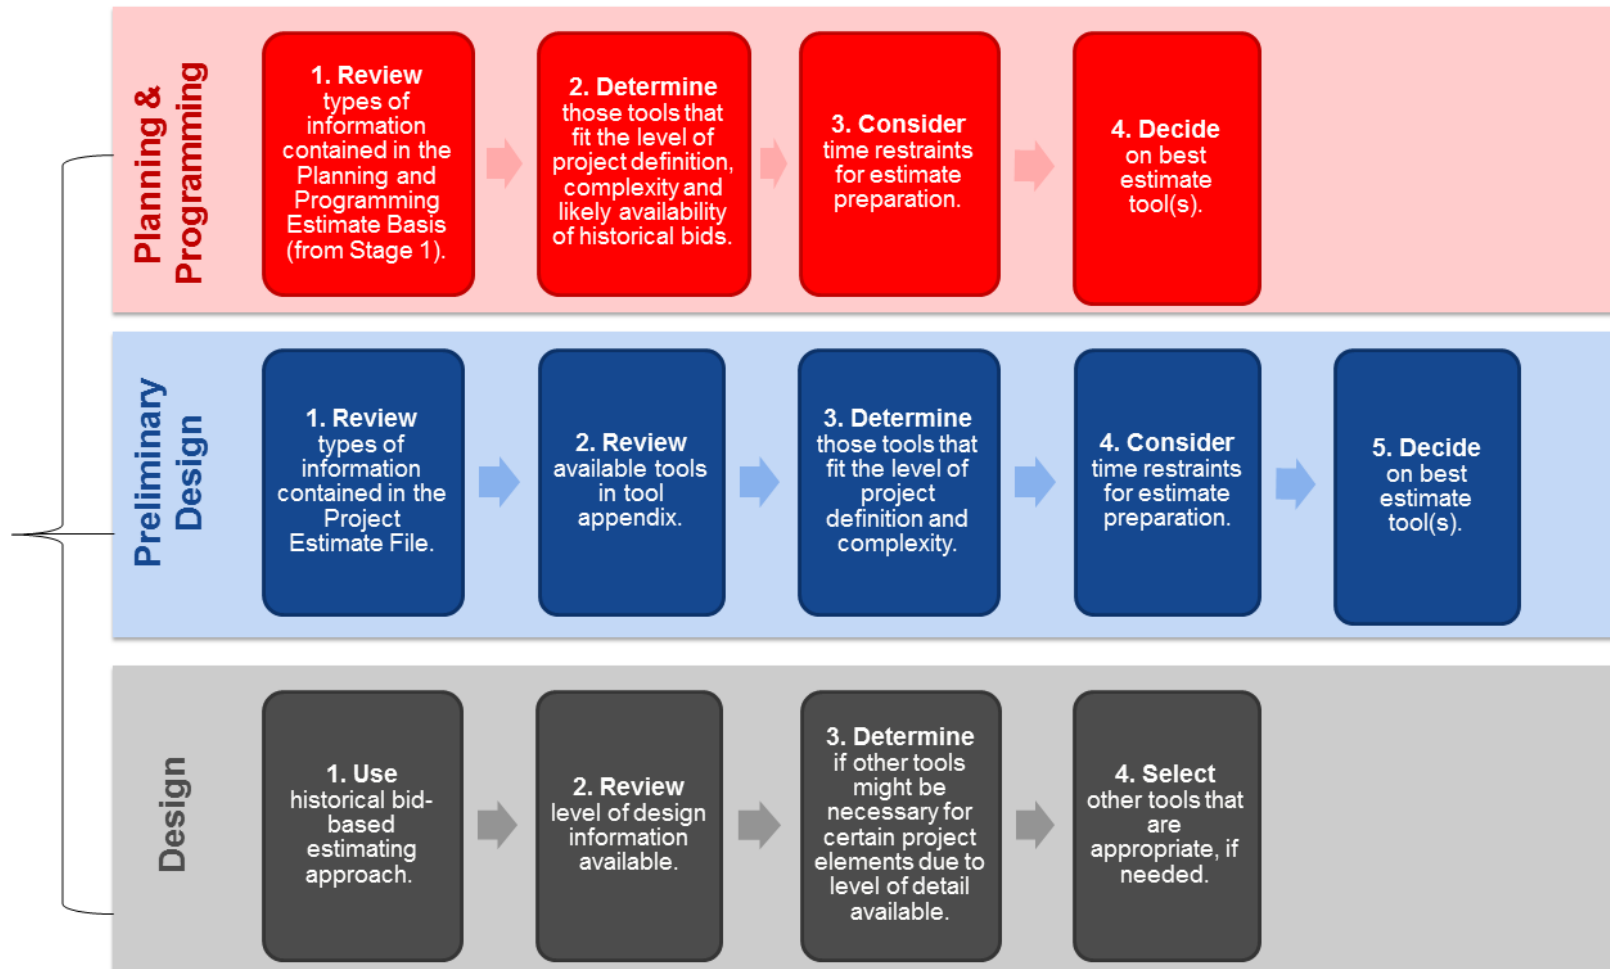 Planning &
Programming
1. Review
types of
information
contained in the
Planning and
Programming
Estimate Basis
(from Stage 1).
2. Determine
those tools that
fit the level of
project definition,
complexity and
likely availability
of historical bids.
3. Consider
time restraints
for estimate
preparation.
4. Decide
on best
estimate
tool(s).
Preliminary
Design
1. Review
types of
information
contained in the
Project
Estimate File.
2. Review
available tools
in tool
appendix.
3. Determine
those tools that
fit the level of
project
definition and
complexity.
4. Consider
time restraints
for estimate
preparation.
5. Decide
on best
estimate
tool(s).
Design
1. Use
historical bid-
based
estimating
approach.
2. Review
level of design
information
available.
3. Determine
if other tools
might be
necessary for
certain project
elements due to
level of detail
available.
4. Select
other tools that
are
appropriate, if
needed.